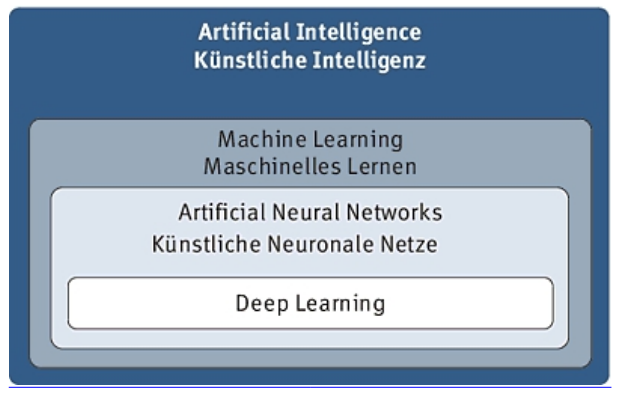 Artificial Intelligence
Künstliche Intelligenz
Machine Learning
Maschinelles Lernen
Artificial Neural Networks
Künstliche Neuronale Netze
Deep Learning